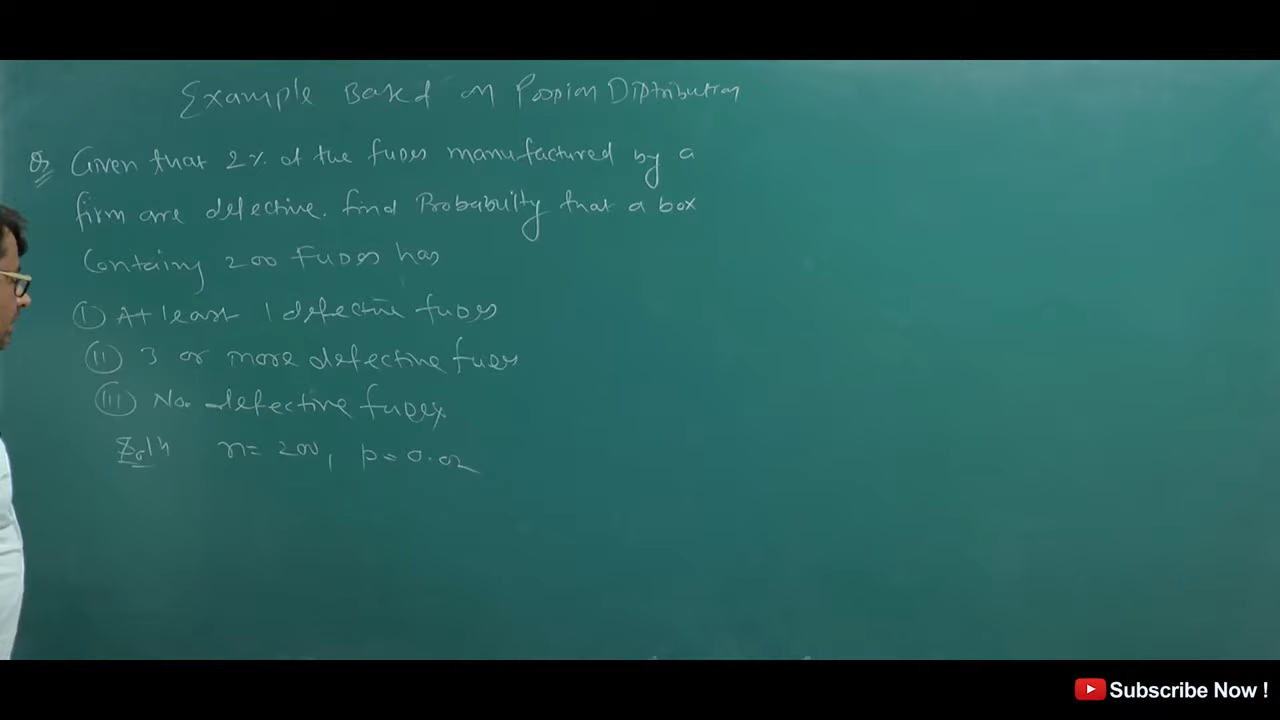 Example Based on Poission Distribution
Q. Given that 2% of the fuses manufactured by a
firm are defective. find Probability that a box
Containing 200 Fuses has
(I) At least 1 defective fuses
(II) 3 or more defective fuses
(III) No. defective fuses
Solⁿ n = 200, p = 0.02
Subscribe Now !